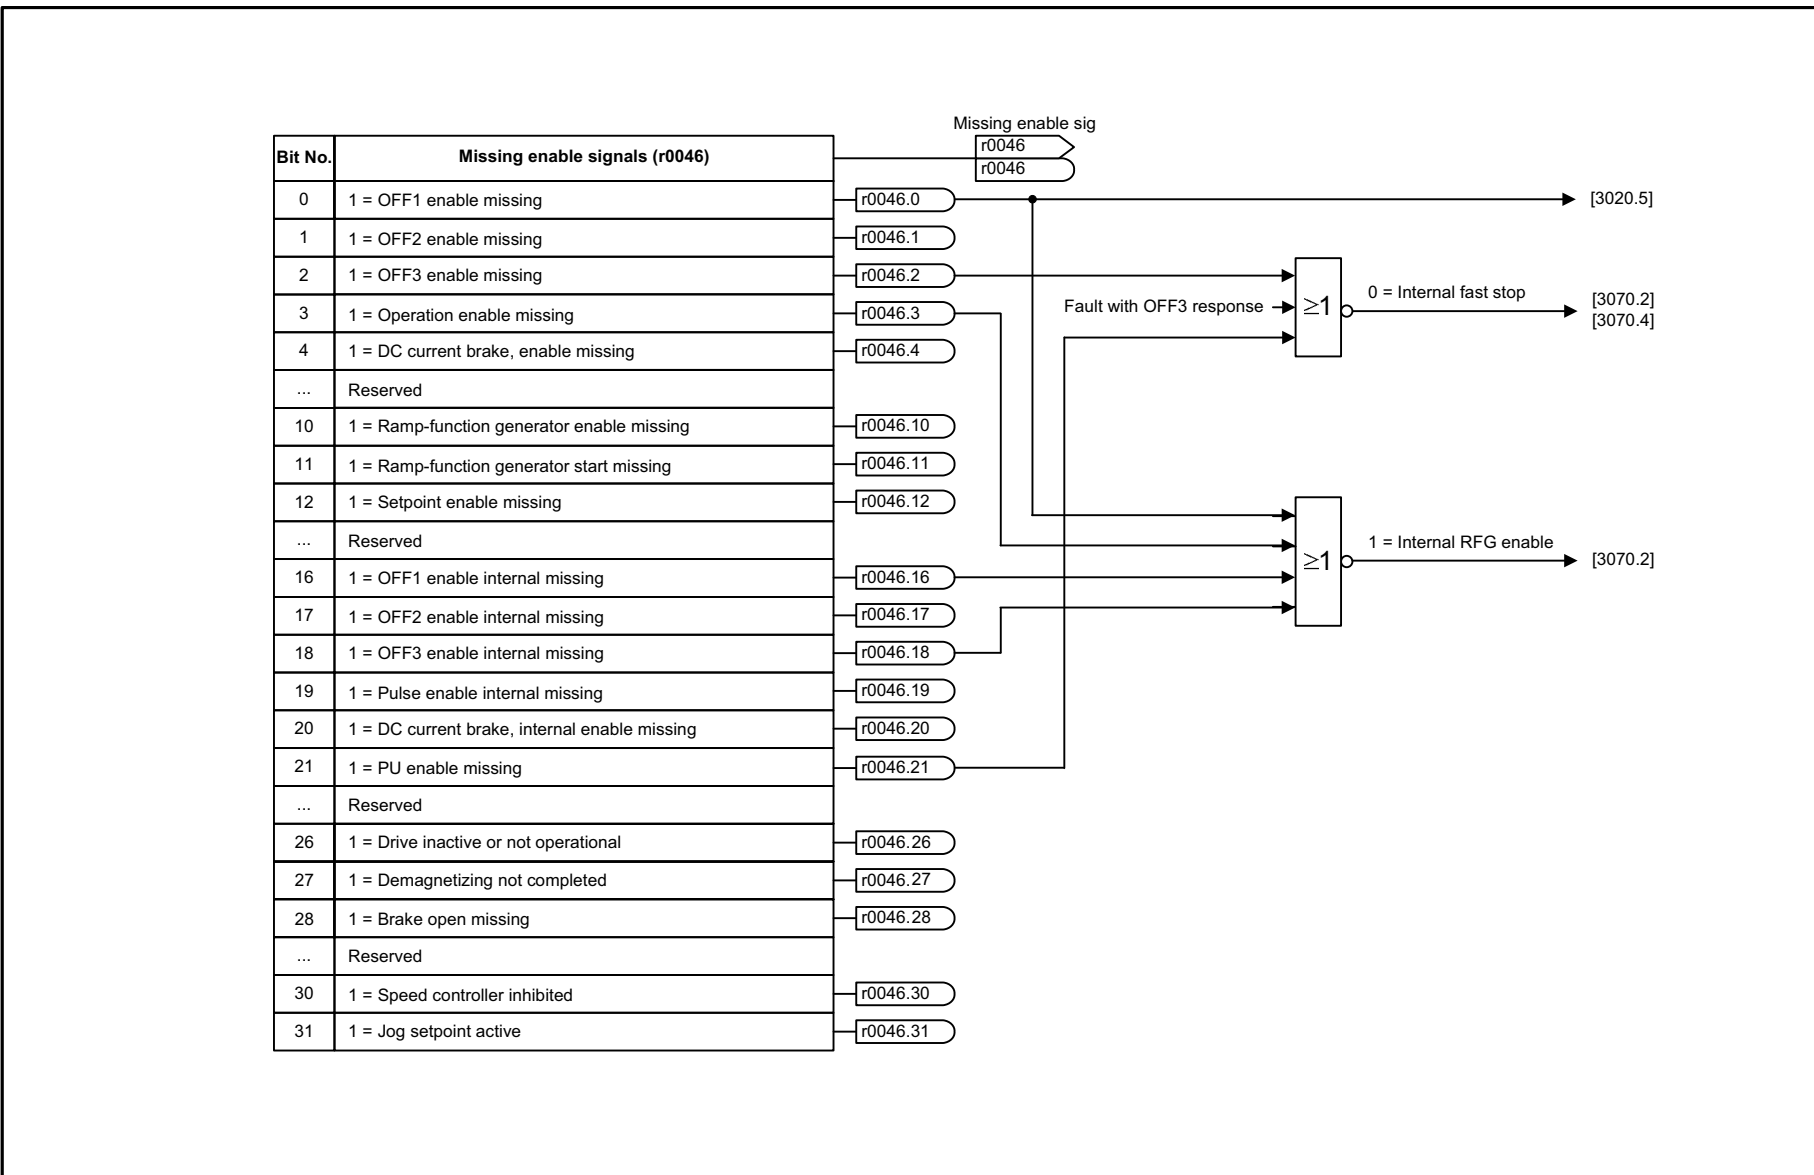 Missing enable sig
Bit No. Missing enable signals (r0046) r0046
r0046
0 1 = OFF1 enable missing r0046.0 [3020.5]
1 1 = OFF2 enable missing r0046.1
2 1 = OFF3 enable missing r0046.2
3 1 = Operation enable missing r0046.3 Fault with OFF3 response ≥1 0 = Internal fast stop [3070.2]
[3070.4]
4 1 = DC current brake, enable missing r0046.4
... Reserved
10 1 = Ramp-function generator enable missing r0046.10
11 1 = Ramp-function generator start missing r0046.11
12 1 = Setpoint enable missing r0046.12
... Reserved
≥1 1 = Internal RFG enable [3070.2]
16 1 = OFF1 enable internal missing r0046.16
17 1 = OFF2 enable internal missing r0046.17
18 1 = OFF3 enable internal missing r0046.18
19 1 = Pulse enable internal missing r0046.19
20 1 = DC current brake, internal enable missing r0046.20
21 1 = PU enable missing r0046.21
... Reserved
26 1 = Drive inactive or not operational r0046.26
27 1 = Demagnetizing not completed r0046.27
28 1 = Brake open missing r0046.28
... Reserved
30 1 = Speed controller inhibited r0046.30
31 1 = Jog setpoint active r0046.31